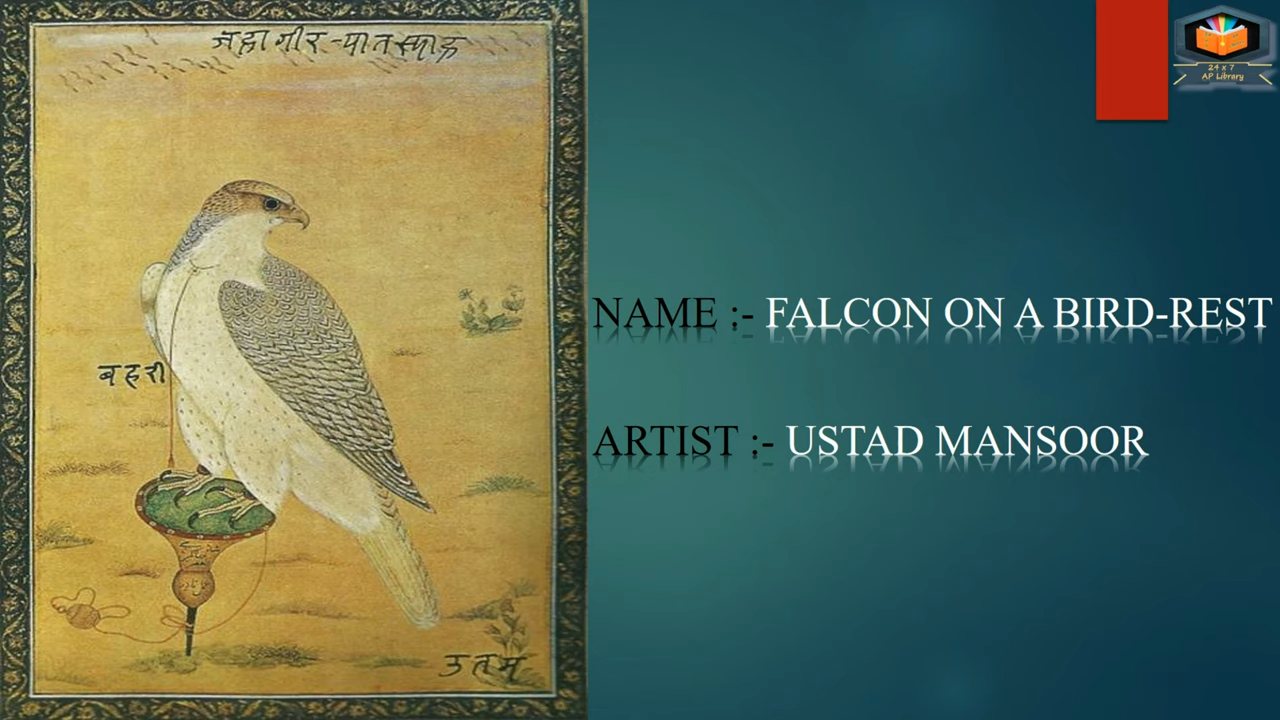 जहागीर-पातस्याह
बहरी
उतम
NAME :- FALCON ON A BIRD-REST
ARTIST :- USTAD MANSOOR
24 x 7
AP Library